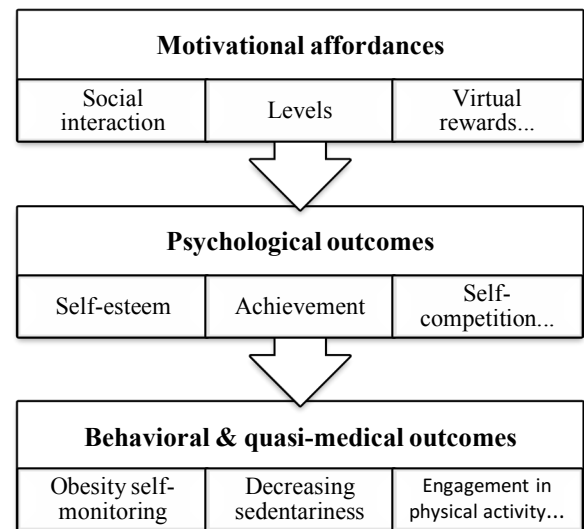 Motivational affordances
Social
interaction
Levels
Virtual
rewards...
Psychological outcomes
Self-esteem
Achievement
Self-
competition...
Behavioral & quasi-medical outcomes
Obesity self-
monitoring
Decreasing
sedentariness
Engagement in
physical activity...